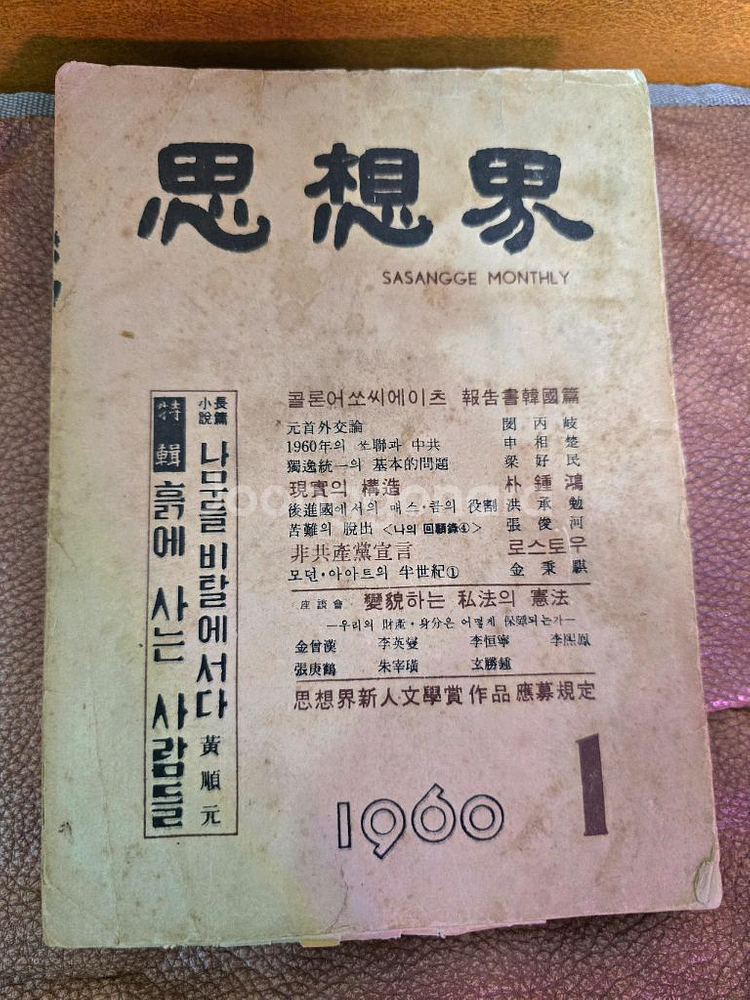 思想界
SASANGGE MONTHLY
콜론어쏘씨에이츠 報告書韓國篇
元首外交論 閔丙岐
1960年의 쏘聯과 中共 申相楚
獨逸統一의 基本的問題 梁好民
現實의 構造 朴鍾鴻
後進國에서의 매스·콤의 役割 洪承勉
苦難의 脫出 <나의 回顧錄④> 張俊河
非共産黨宣言 로스토우
모던·아아트의 半世紀① 金秉騏
座談會 變貌하는 私法의 憲法
—우리의 財産·身分은 어떻게 保障되는가—
金曾漢 李英燮 李恒寧 李熙鳳
張庚鶴 朱宰璜 玄勝鍾
思想界新人文學賞 作品 應募規定
長篇小說 나무들 비탈에서다 黃順元
特輯 흙에 사는 사람들
1960
1